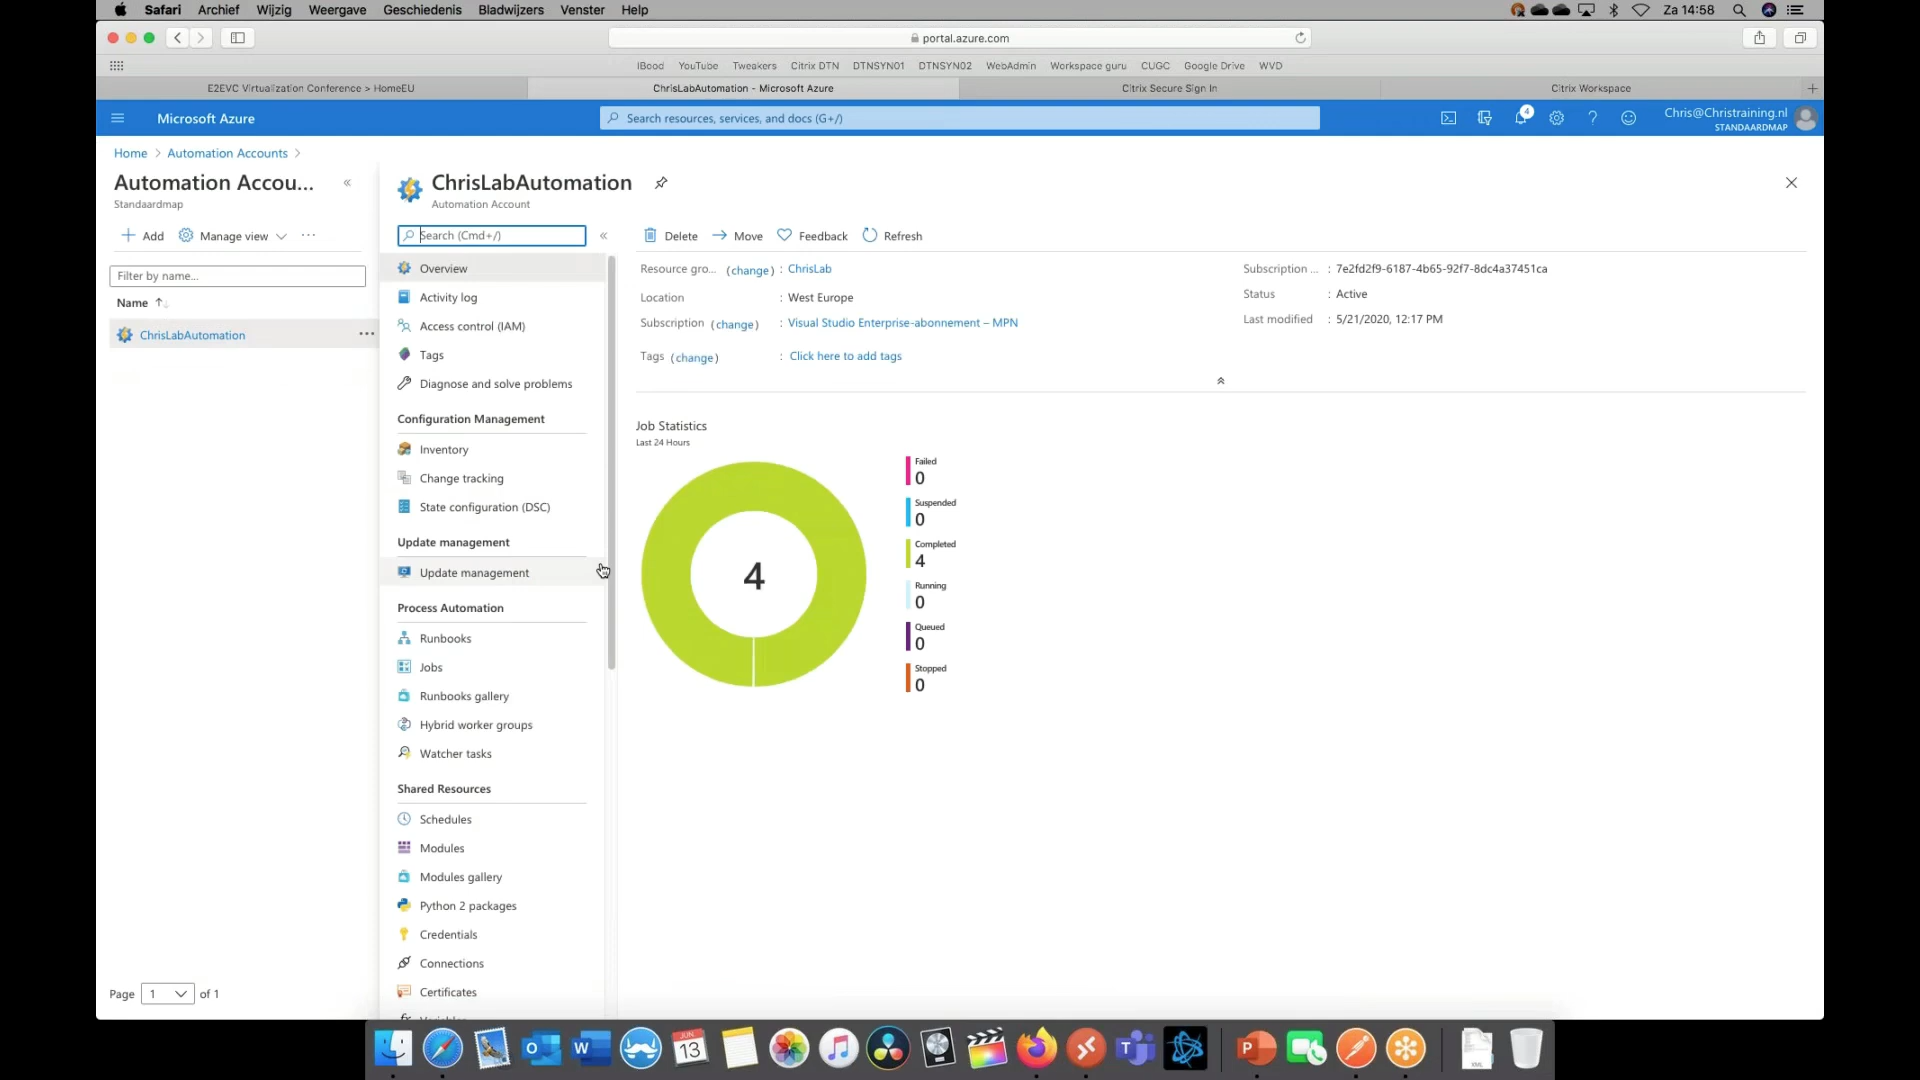 Safari Archief Wijzig Weergave Geschiedenis Bladwijzers Venster Help Za 14:58
portal.azure.com
IBood YouTube Tweakers Citrix DTN DTNSYN01 DTNSYN02 WebAdmin Workspace guru CUGC Google Drive WVD
E2EVC Virtualization Conference > HomeEU ChrisLabAutomation - Microsoft Azure Citrix Secure Sign In Citrix Workspace
Microsoft Azure Search resources, services, and docs (G+/) 4 Chris@Christraining.nl
STANDAARDMAP
Home > Automation Accounts >
Automation Accou... «
Standaardmap
Add Manage view ...
Filter by name...
Name ↑
ChrisLabAutomation ...
Page 1 of 1
ChrisLabAutomation
Automation Account
Search (Cmd+/) «
Overview
Activity log
Access control (IAM)
Tags
Diagnose and solve problems
Configuration Management
Inventory
Change tracking
State configuration (DSC)
Update management
Update management
Process Automation
Runbooks
Jobs
Runbooks gallery
Hybrid worker groups
Watcher tasks
Shared Resources
Schedules
Modules
Modules gallery
Python 2 packages
Credentials
Connections
Certificates
Delete Move Feedback Refresh
Resource gro... (change) : ChrisLab
Location : West Europe
Subscription (change) : Visual Studio Enterprise-abonnement – MPN
Tags (change) : Click here to add tags
Subscription ... : 7e2fd2f9-6187-4b65-92f7-8dc4a37451ca
Status : Active
Last modified : 5/21/2020, 12:17 PM
Job Statistics
Last 24 Hours
4
Failed
0
Suspended
0
Completed
4
Running
0
Queued
0
Stopped
0
JUN
13